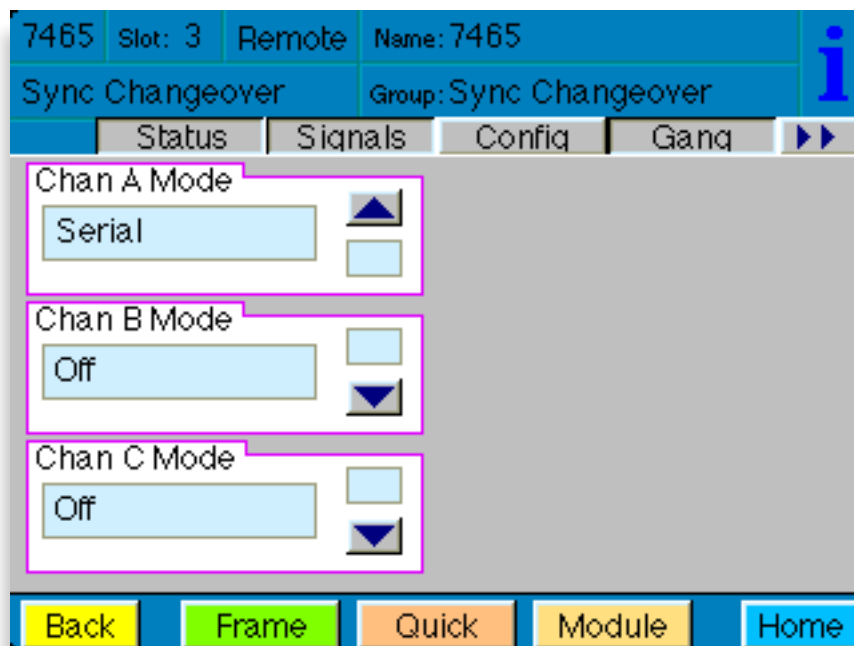 7465 Slot: 3 Remote Name: 7465
Sync Changeover Group: Sync Changeover
Status Signals Config Gang
Chan A Mode
Serial
Chan B Mode
Off
Chan C Mode
Off
Back Frame Quick Module Home